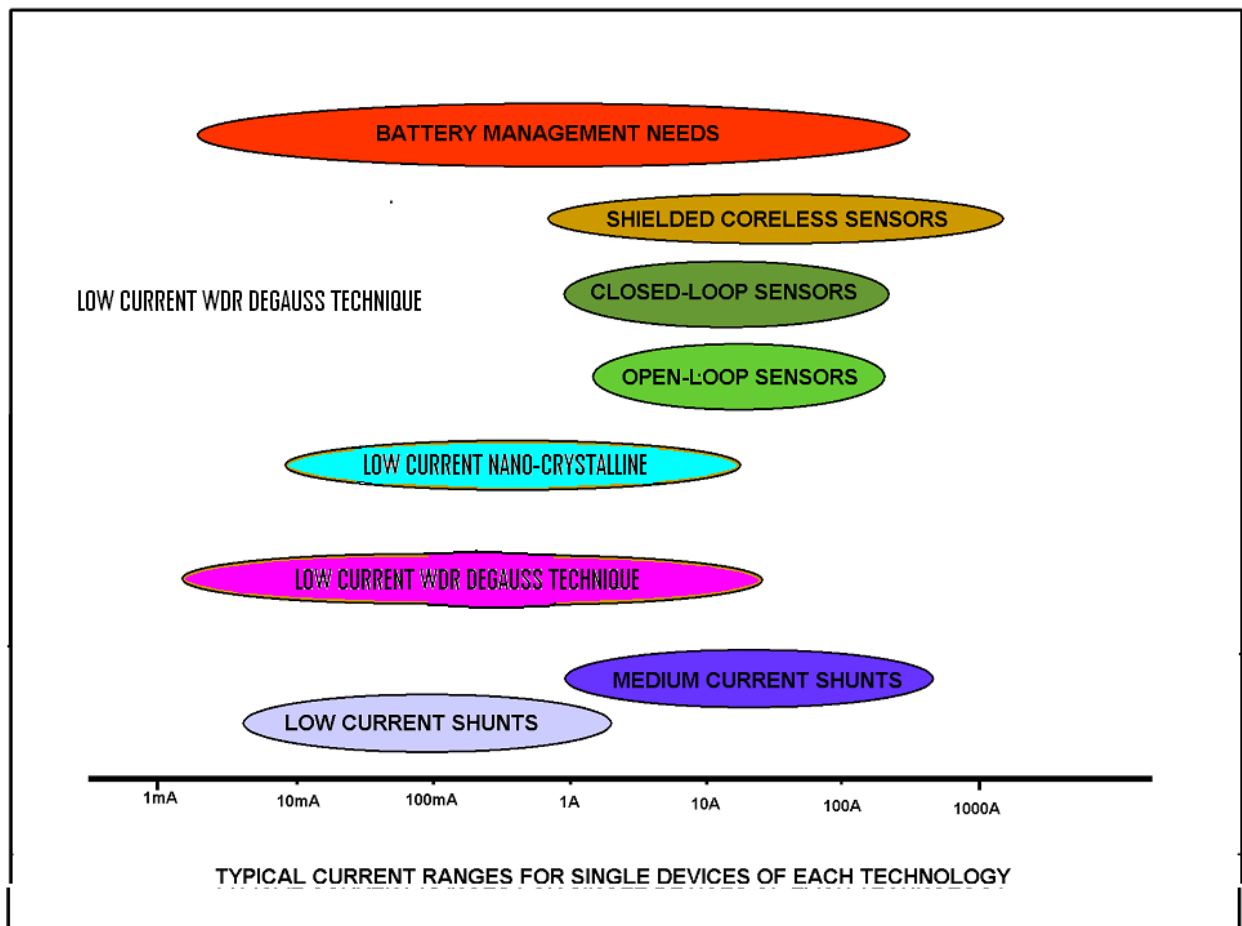 BATTERY MANAGEMENT NEEDS
SHIELDED CORELESS SENSORS
CLOSED-LOOP SENSORS
LOW CURRENT WDR DEGAUSS TECHNIQUE
OPEN-LOOP SENSORS
LOW CURRENT NANO-CRYSTALLINE
LOW CURRENT WDR DEGAUSS TECHNIQUE
MEDIUM CURRENT SHUNTS
LOW CURRENT SHUNTS
1mA 10mA 100mA 1A 10A 100A 1000A
TYPICAL CURRENT RANGES FOR SINGLE DEVICES OF EACH TECHNOLOGY